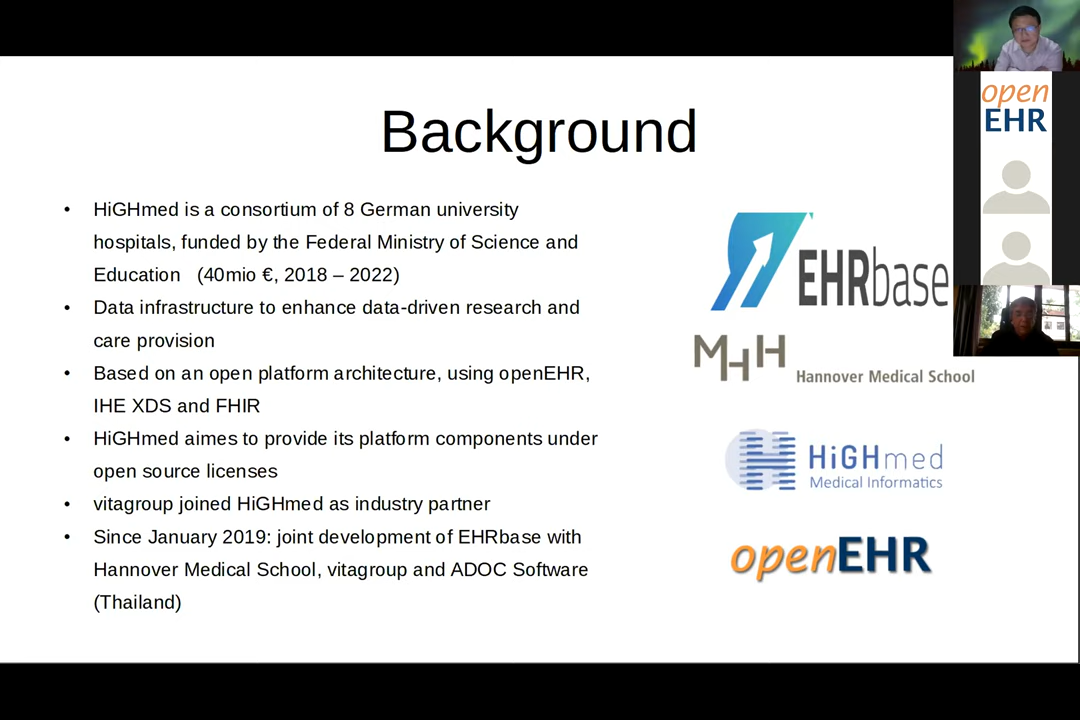 Background
• HiGHmed is a consortium of 8 German university
hospitals, funded by the Federal Ministry of Science and
Education (40mio €, 2018 – 2022)
• Data infrastructure to enhance data-driven research and
care provision
• Based on an open platform architecture, using openEHR,
IHE XDS and FHIR
• HiGHmed aimes to provide its platform components under
open source licenses
• vitagroup joined HiGHmed as industry partner
• Since January 2019: joint development of EHRbase with
Hannover Medical School, vitagroup and ADOC Software
(Thailand)
EHRbase
MHH
Hannover Medical School
HiGHmed
Medical Informatics
openEHR
open
EHR